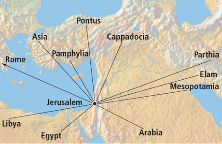 Pontus
Asia
Cappadocia
Pamphylia
Parthia
Rome
Elam
Mesopotamia
Jerusalem
Libya
Egypt
Arabia